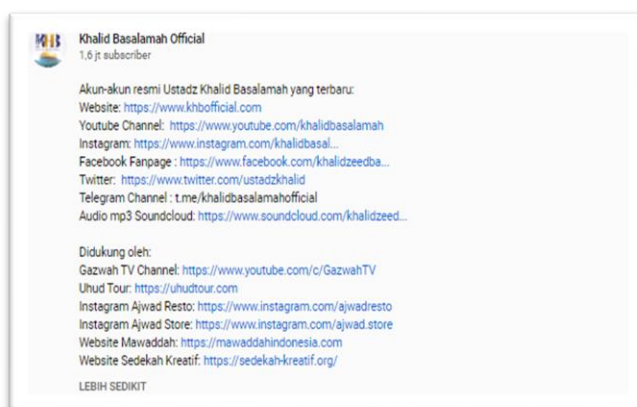 KHB
Khalid Basalamah Official
1,6 jt subscriber
Akun-akun resmi Ustadz Khalid Basalamah yang terbaru:
Website: https://www.khbofficial.com
Youtube Channel: https://www.youtube.com/khalidbasalamah
Instagram: https://www.instagram.com/khalidbasal...
Facebook Fanpage : https://www.facebook.com/khalidzeedba...
Twitter: https://www.twitter.com/ustadzkhalid
Telegram Channel : t.me/khalidbasalamahofficial
Audio mp3 Soundcloud: https://www.soundcloud.com/khalidzeed...
Didukung oleh:
Gazwah TV Channel: https://www.youtube.com/c/GazwahTV
Uhud Tour: https://uhudtour.com
Instagram Ajwad Resto: https://www.instagram.com/ajwadresto
Instagram Ajwad Store: https://www.instagram.com/ajwad.store
Website Mawaddah: https://mawaddahindonesia.com
Website Sedekah Kreatif: https://sedekah-kreatif.org/
LEBIH SEDIKIT